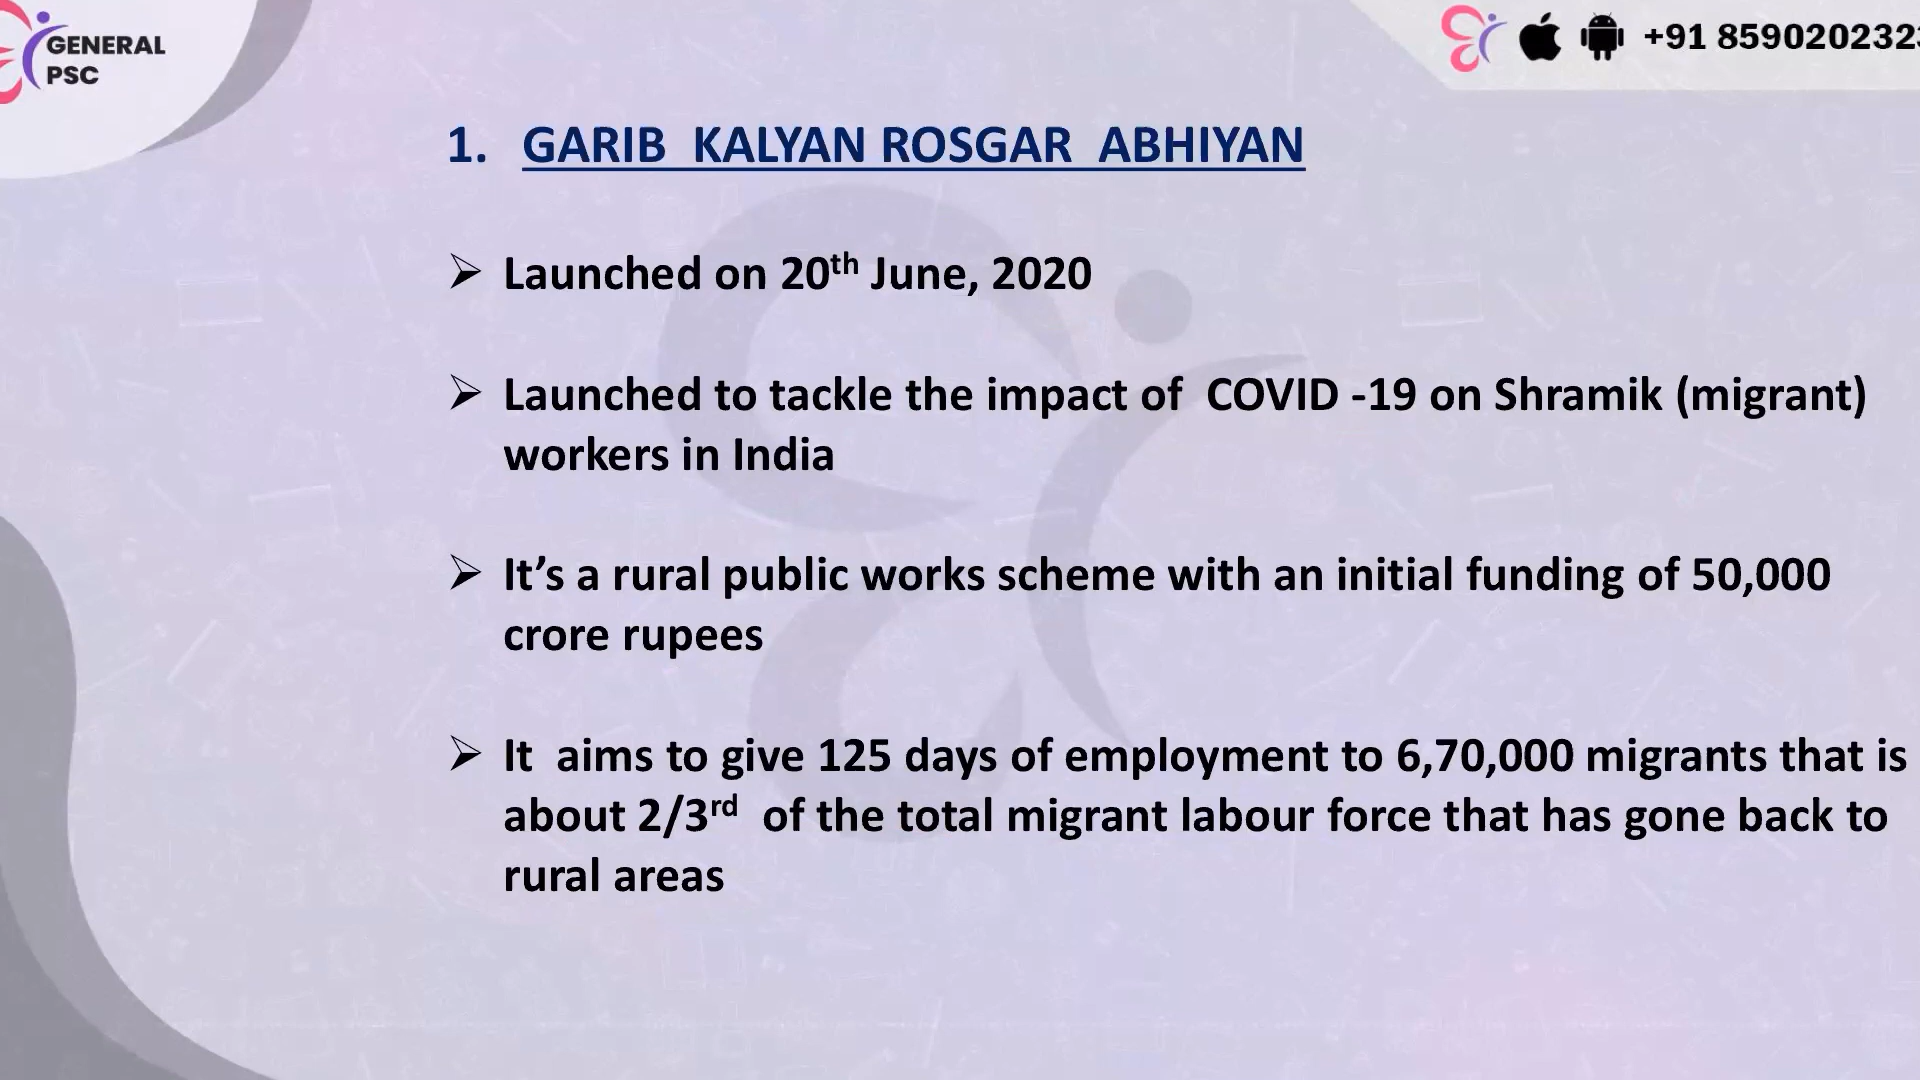 GENERAL
PSC
+91 859020232
1. GARIB KALYAN ROSGAR ABHIYAN
➢ Launched on 20th June, 2020
➢ Launched to tackle the impact of COVID -19 on Shramik (migrant)
workers in India
➢ It’s a rural public works scheme with an initial funding of 50,000
crore rupees
➢ It aims to give 125 days of employment to 6,70,000 migrants that is
about 2/3rd of the total migrant labour force that has gone back to
rural areas